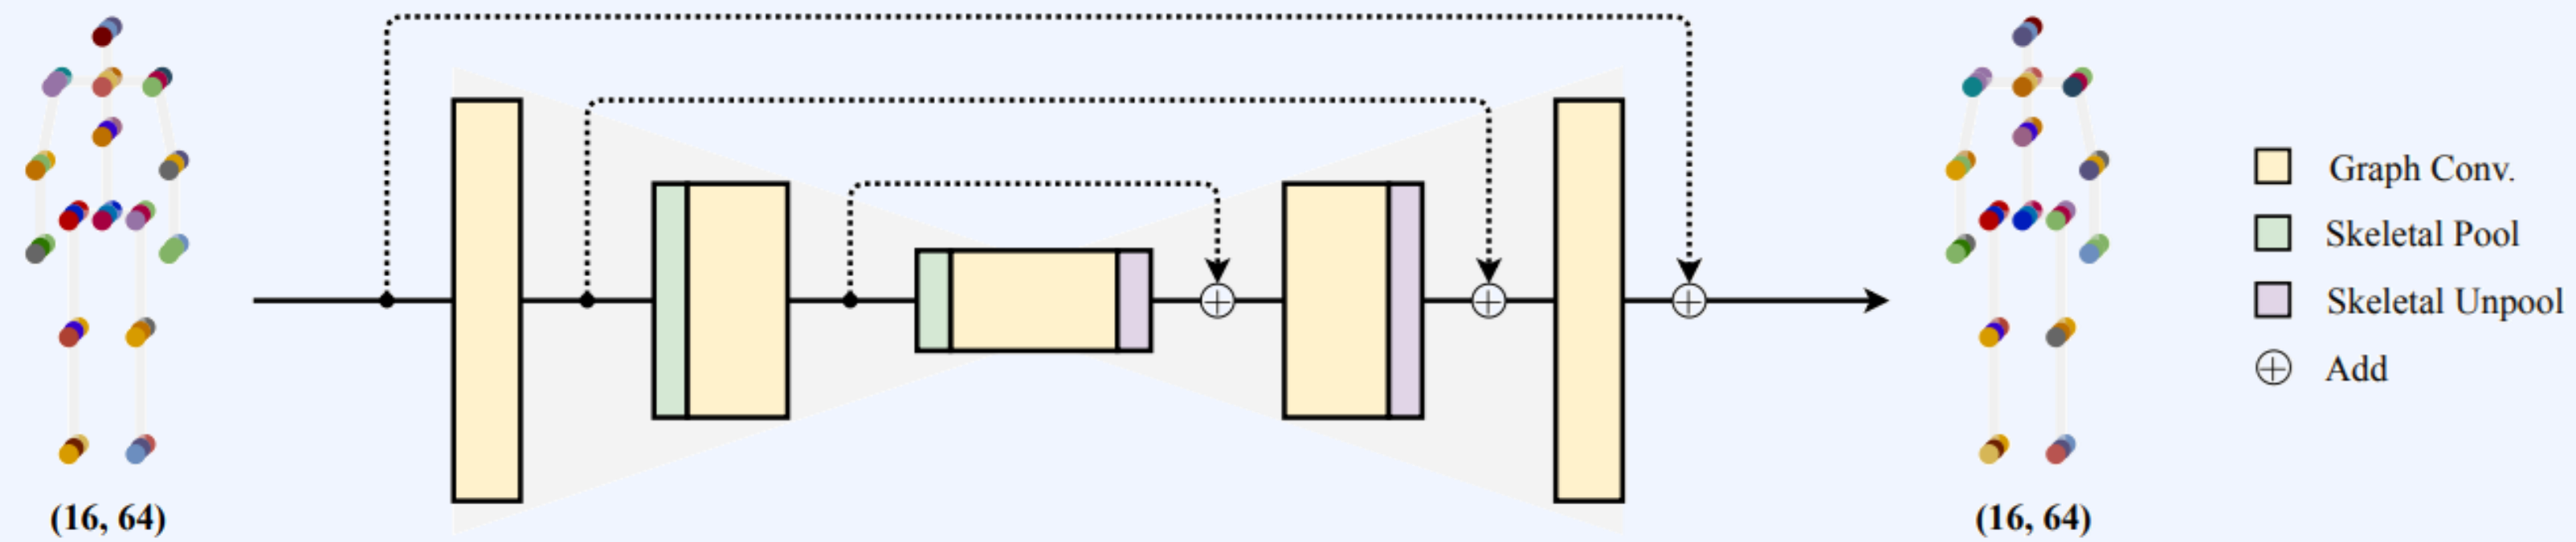 (16, 64)
(16, 64)
Graph Conv.
Skeletal Pool
Skeletal Unpool
Add